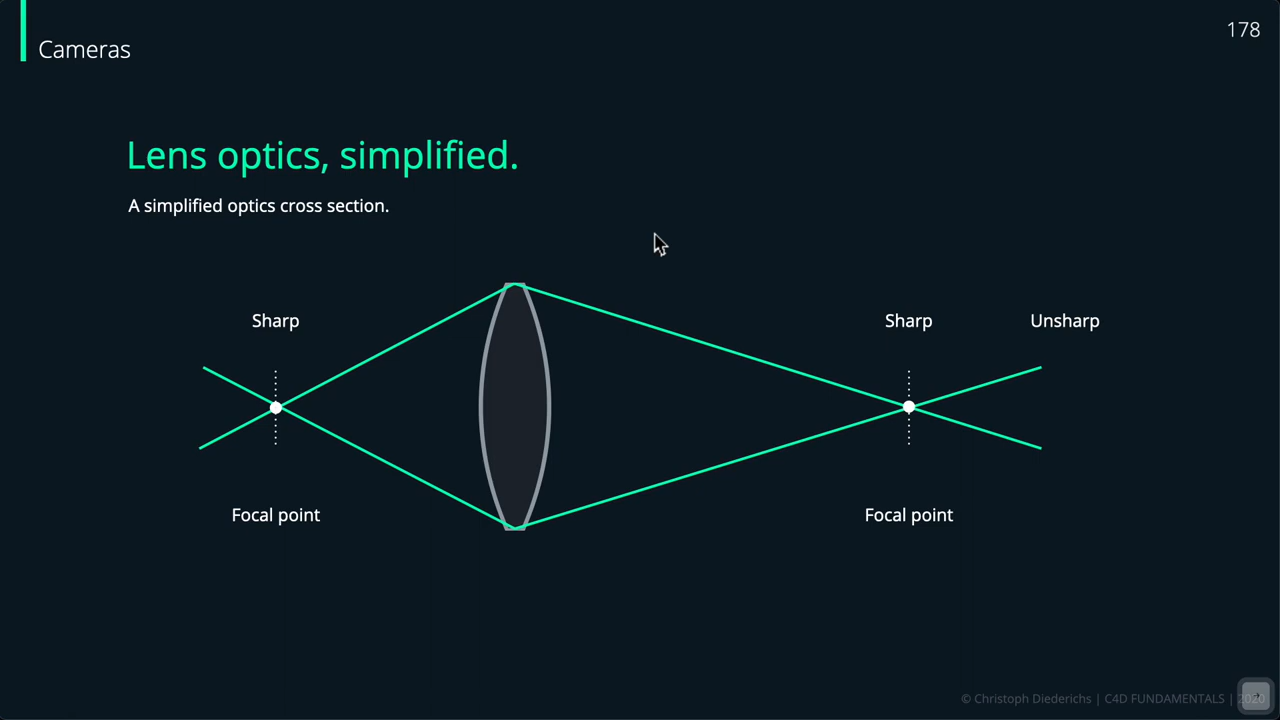 Cameras
178
Lens optics, simplified.
A simplified optics cross section.
Sharp
Sharp
Unsharp
Focal point
Focal point
© Christoph Diederichs | C4D FUNDAMENTALS | 2020